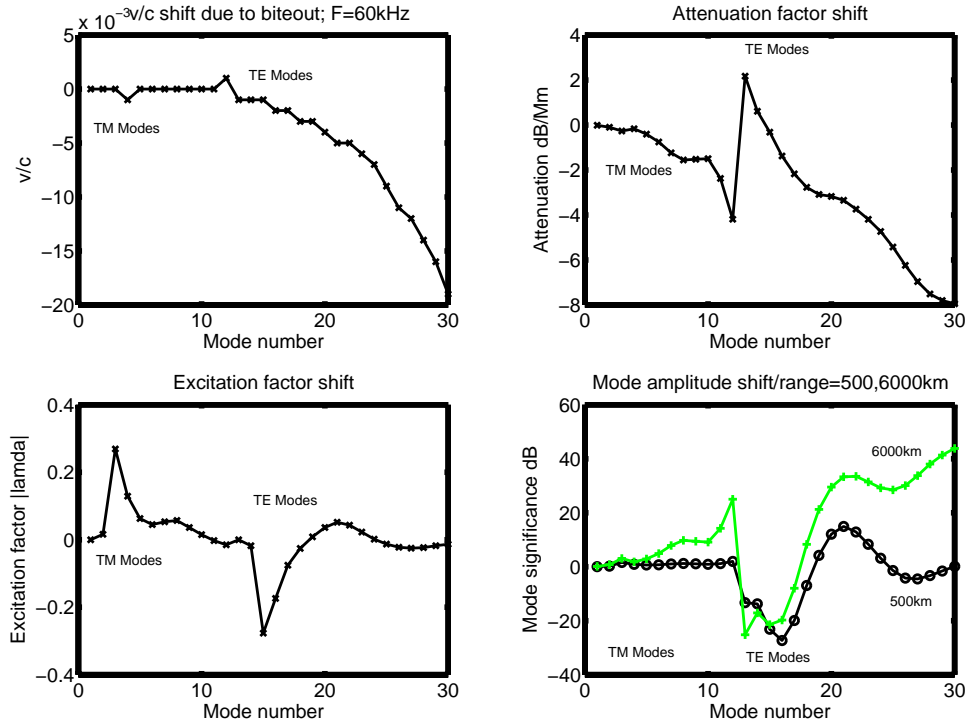 x 10⁻³v/c shift due to biteout; F=60kHz
5
0
−5
−10
−15
−20
v/c
TM Modes
TE Modes
0
10
20
30
Mode number
Attenuation factor shift
4
2
0
−2
−4
−6
−8
Attenuation dB/Mm
TM Modes
TE Modes
0
10
20
30
Mode number
Excitation factor shift
0.4
0.2
0
−0.2
−0.4
Excitation factor |lamda|
TE Modes
TM Modes
0
10
20
30
Mode number
Mode amplitude shift/range=500,6000km
60
40
20
0
−20
−40
Mode significance dB
6000km
500km
TM Modes
TE Modes
0
10
20
30
Mode number